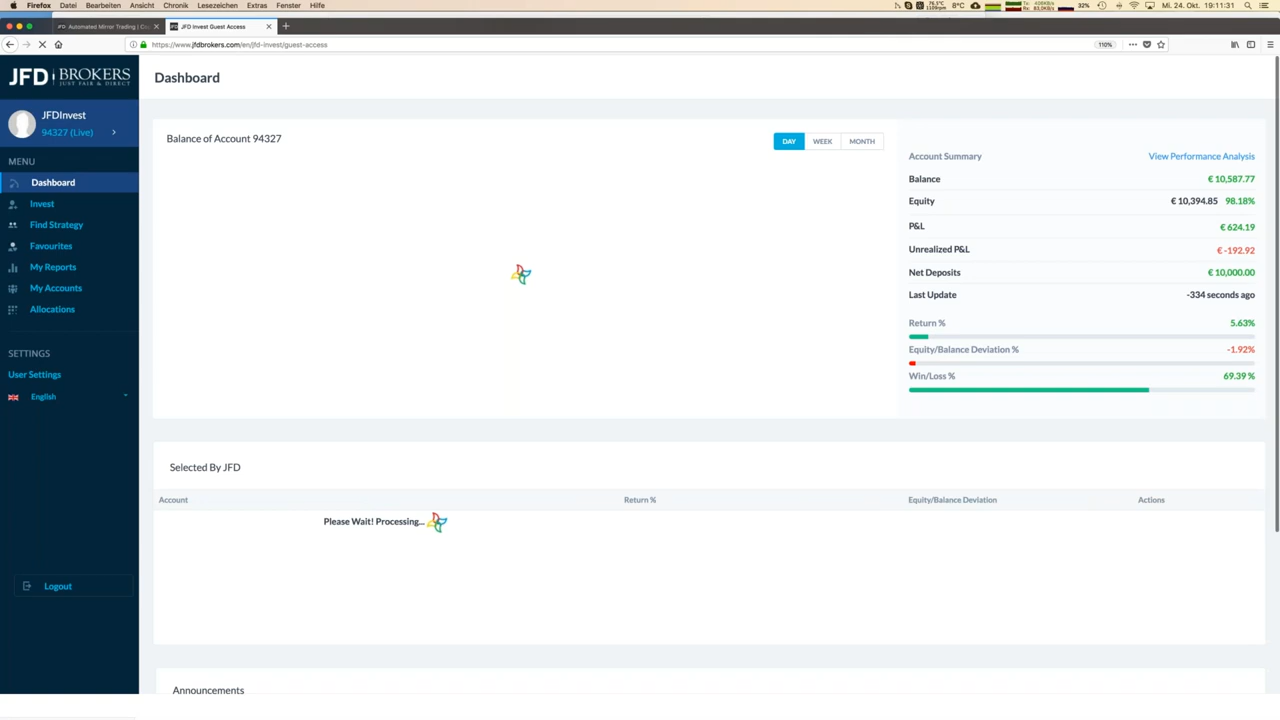 Firefox Datei Bearbeiten Ansicht Chronik Lesezeichen Extras Fenster Hilfe 8°C 32% Mi. 24. Okt. 19:11:31
Automated Mirror Trading | JFD Invest Guest Access
https://www.jfdbrokers.com/en/jfd-invest/guest-access 110%
JFD BROKERS
JUST FAIR & DIRECT
Dashboard
JFDInvest
94327 (Live)
MENU
Dashboard
Invest
Find Strategy
Favourites
My Reports
My Accounts
Allocations
SETTINGS
User Settings
English
Logout
Balance of Account 94327
DAY WEEK MONTH
Account Summary View Performance Analysis
Balance € 10,587.77
Equity € 10,394.85 98.18%
P&L € 624.19
Unrealized P&L € -192.92
Net Deposits € 10,000.00
Last Update -334 seconds ago
Return % 5.63%
Equity/Balance Deviation % -1.92%
Win/Loss % 69.39 %
Selected By JFD
Account Return % Equity/Balance Deviation Actions
Please Wait! Processing...
Announcements